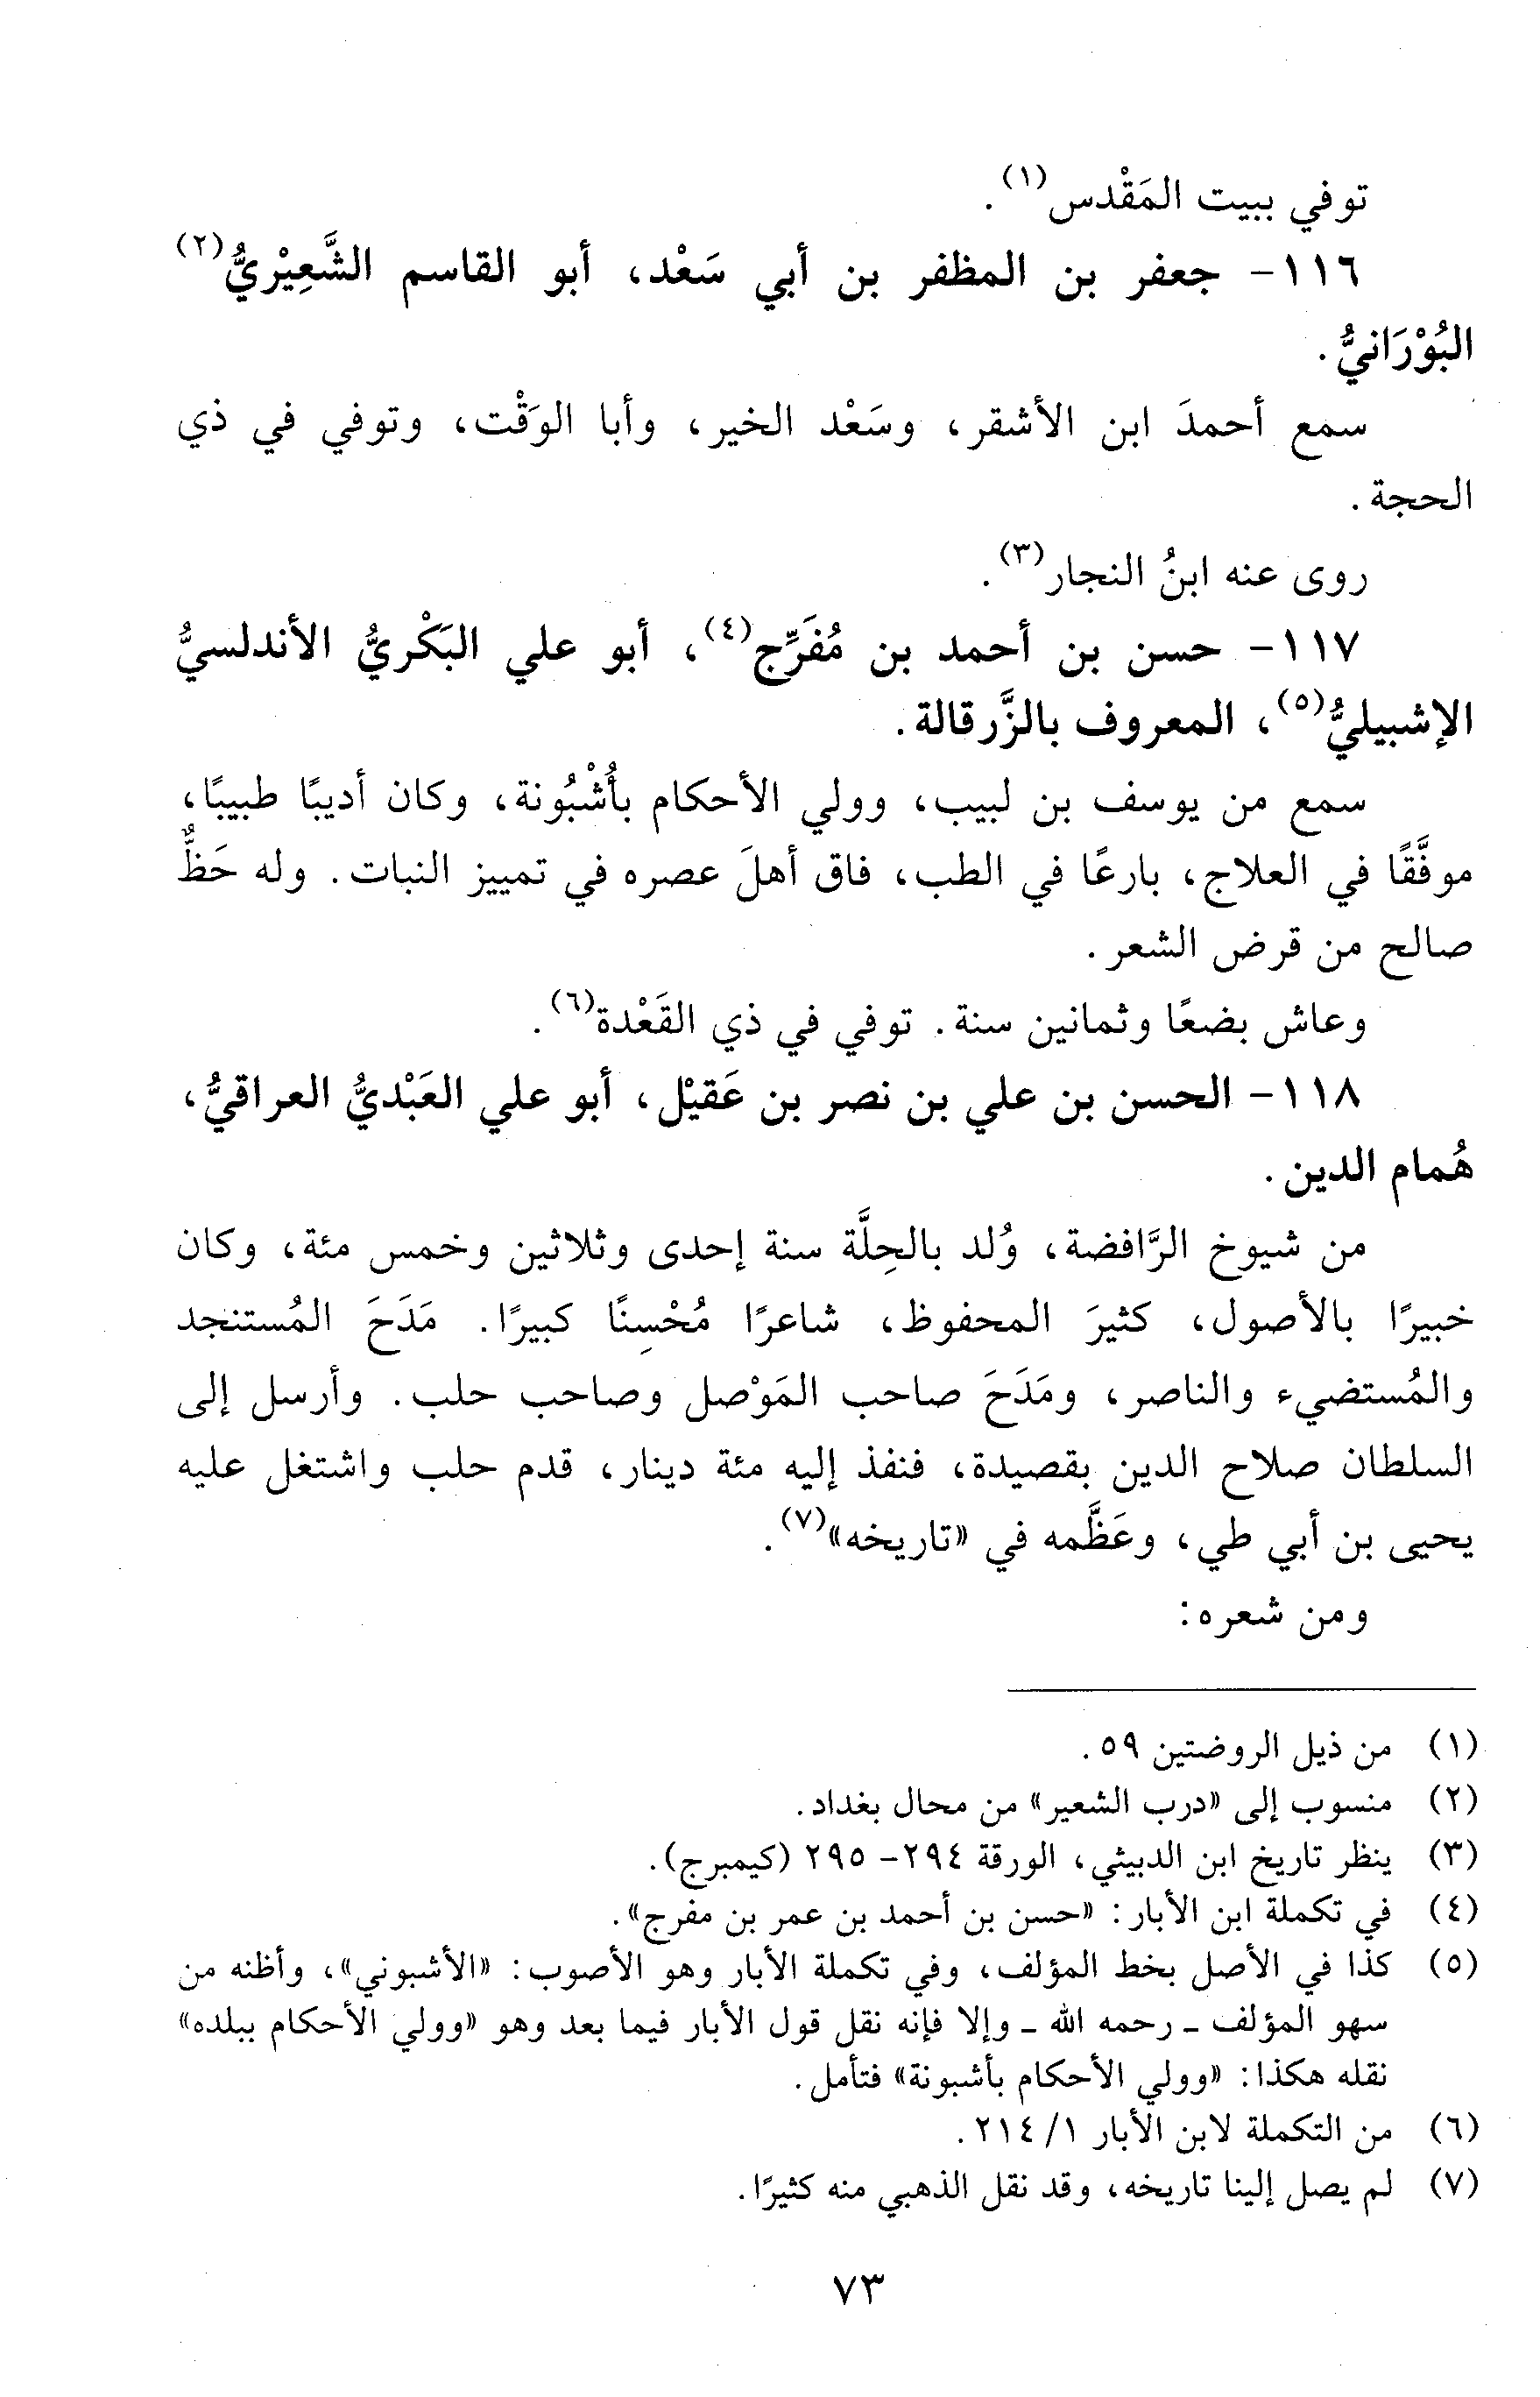 توفي ببيت المَقْدس(١).
١١٦- جعفر بن المظفر بن أبي سَعْد، أبو القاسم الشَّعِيْريُّ(٢)
البُوْرَانيُّ.
سمع أحمدَ ابن الأشقر، وسَعْد الخير، وأبا الوَقْت، وتوفي في ذي
الحجة.
روى عنه ابنُ النجار(٣).
١١٧- حسن بن أحمد بن مُفَرِّج(٤)، أبو علي البَكْريُّ الأندلسيُّ
الإشبيليُّ(٥)، المعروف بالزَّرقالة.
سمع من يوسف بن لبيب، وولي الأحكام بأُشْبُونة، وكان أديبًا طبيبًا،
موفَّقًا في العلاج، بارعًا في الطب، فاق أهلَ عصره في تمييز النبات. وله حَظٌّ
صالح من قرض الشعر.
وعاش بضعًا وثمانين سنة. توفي في ذي القَعْدة(٦).
١١٨- الحسن بن علي بن نصر بن عَقيْل، أبو علي العَبْديُّ العراقيُّ،
هُمام الدين.
من شيوخ الرَّافضة، وُلد بالحِلَّة سنة إحدى وثلاثين وخمس مئة، وكان
خبيرًا بالأصول، كثيرَ المحفوظ، شاعرًا مُحْسِنًا كبيرًا. مَدَحَ المُستنجد
والمُستضيء والناصر، ومَدَحَ صاحب المَوْصل وصاحب حلب. وأرسل إلى
السلطان صلاح الدين بقصيدة، فنفذ إليه مئة دينار، قدم حلب واشتغل عليه
يحيى بن أبي طي، وعَظَّمه في «تاريخه»(٧).
ومن شعره:
(١) من ذيل الروضتين ٥٩.
(٢) منسوب إلى «درب الشعير» من محال بغداد.
(٣) ينظر تاريخ ابن الدبيثي، الورقة ٢٩٤- ٢٩٥ (كيمبرج).
(٤) في تكملة ابن الأبار: «حسن بن أحمد بن عمر بن مفرج».
(٥) كذا في الأصل بخط المؤلف، وفي تكملة الأبار وهو الأصوب: «الأشبوني»، وأظنه من
سهو المؤلف ـ رحمه الله ـ وإلا فإنه نقل قول الأبار فيما بعد وهو «وولي الأحكام ببلده»
نقله هكذا: «وولي الأحكام بأشبونة» فتأمل.
(٦) من التكملة لابن الأبار ١/ ٢١٤.
(٧) لم يصل إلينا تاريخه، وقد نقل الذهبي منه كثيرًا.
٧٣